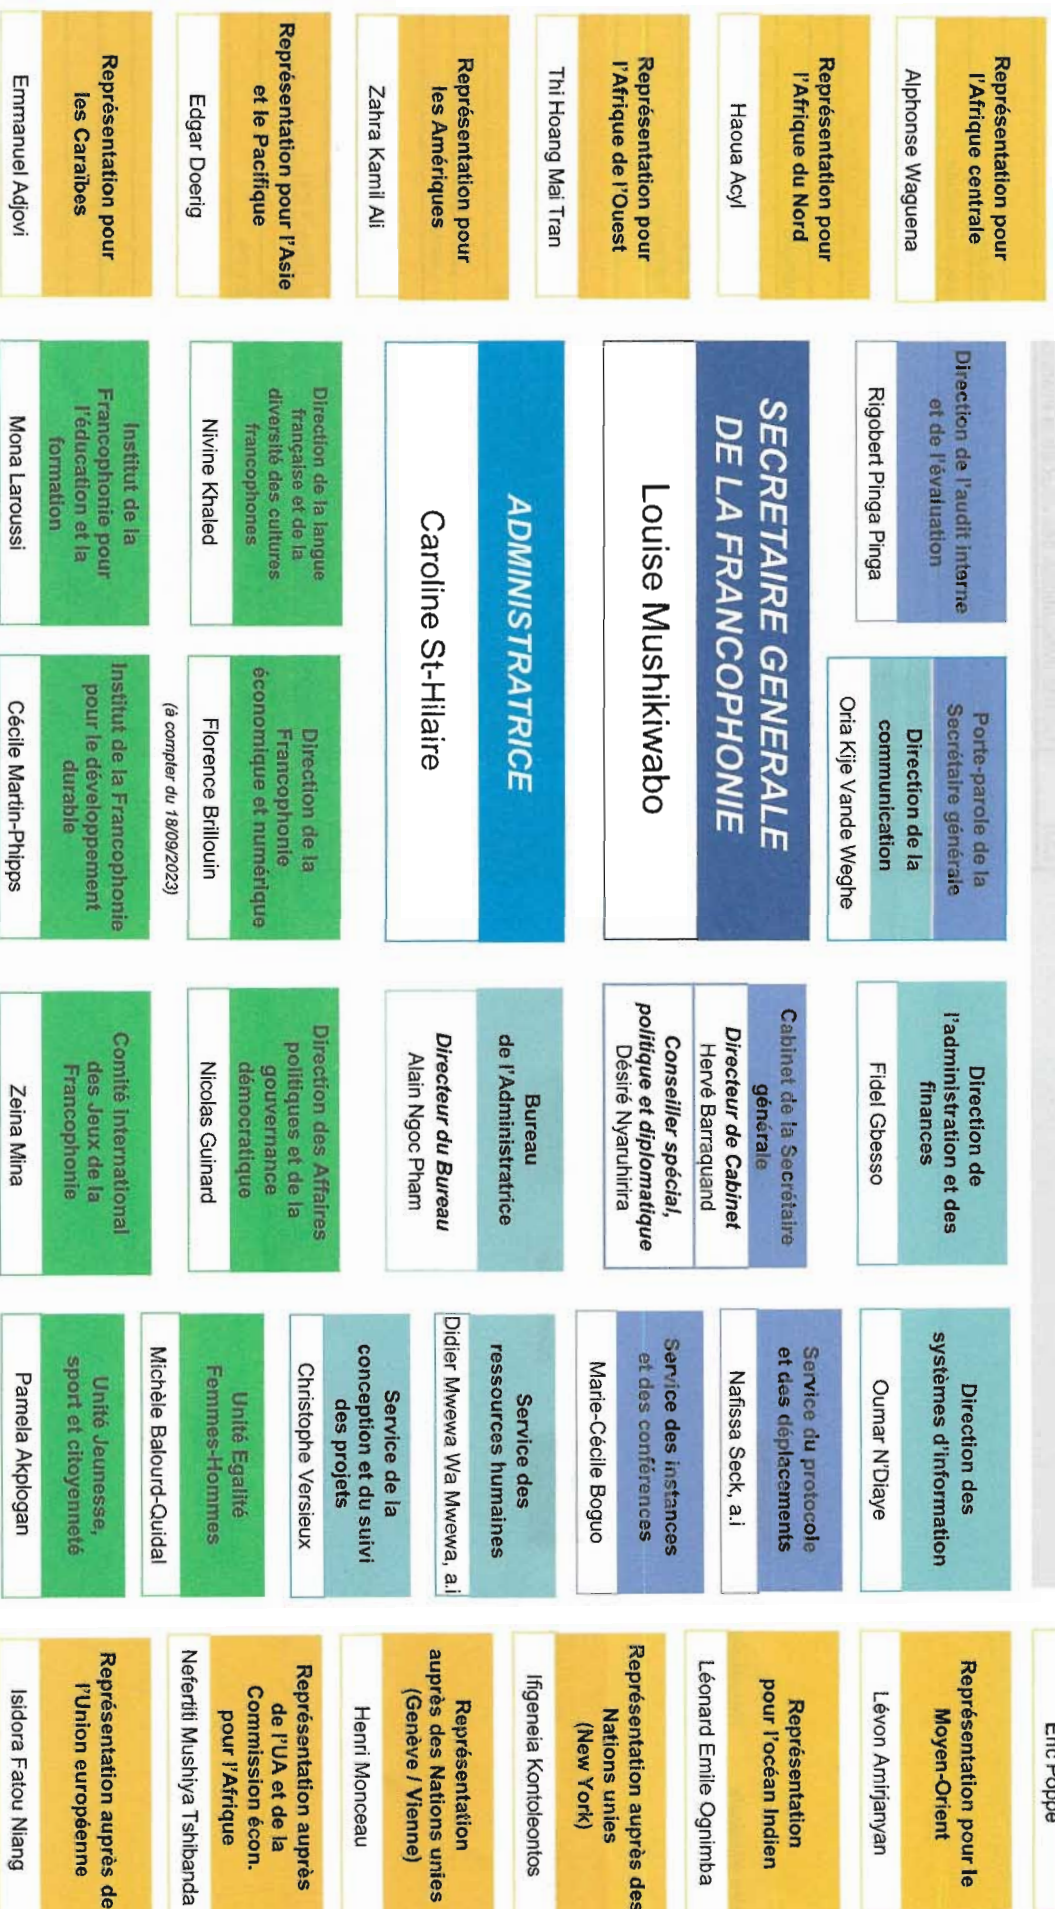 Représentation pour
l'Afrique centrale
Alphonse Waguena
Représentation pour
l'Afrique du Nord
Haoua Acyl
Représentation pour
l'Afrique de l'Ouest
Thi Hoang Mai Tran
Représentation pour
les Amériques
Zahra Kamil Ali
Représentation pour l'Asie
et le Pacifique
Edgar Doerig
Représentation pour
les Caraïbes
Emmanuel Adjovi
Direction de l'audit interne
et de l'évaluation
Rigobert Pinga Pinga
Porte-parole de la
Secrétaire générale
Direction de la
communication
Oria Kije Vande Weghe
SECRETAIRE GENERALE
DE LA FRANCOPHONIE
Louise Mushikiwabo
ADMINISTRATRICE
Caroline St-Hilaire
Direction de la langue
française et de la
diversité des cultures
francophones
Nivine Khaled
Direction de la
Francophonie
économique et numérique
Florence Brillouin
(à compter du 18/09/2023)
Institut de la
Francophonie pour
l'éducation et la
formation
Mona Laroussi
Institut de la Francophonie
pour le développement
durable
Cécile Martin-Phipps
Direction de
l'administration et des
finances
Fidel Gbesso
Cabinet de la Secrétaire
générale
Directeur de Cabinet
Hervé Barraquand
Conseiller spécial,
politique et diplomatique
Désiré Nyaruhirira
Bureau
de l'Administratrice
Directeur du Bureau
Alain Ngoc Pham
Direction des Affaires
politiques et de la
gouvernance
démocratique
Nicolas Guinard
Comité international
des Jeux de la
Francophonie
Zeina Mina
Direction des
systèmes d'information
Oumar N'Diaye
Service du protocole
et des déplacements
Nafissa Seck, a.i
Service des instances
et des conférences
Marie-Cécile Boguo
Service des
ressources humaines
Didier Mwewa Wa Mwewa, a.i
Service de la
conception et du suivi
des projets
Christophe Versieux
Unité Egalité
Femmes-Hommes
Michèle Balourd-Quidal
Unité Jeunesse,
sport et citoyenneté
Pamela Akplogan
Eric Poppe
Représentation pour le
Moyen-Orient
Lévon Amirjanyan
Représentation
pour l'océan Indien
Léonard Emile Ognimba
Représentation auprès des
Nations unies
(New York)
Ifigeneia Kontoleontos
Représentation
auprès des Nations unies
(Genève / Vienne)
Henri Monceau
Représentation auprès
de l'UA et de la
Commission écon.
pour l'Afrique
Nefertiti Mushiya Tshibanda
Représentation auprès de
l'Union européenne
Isidora Fatou Niang